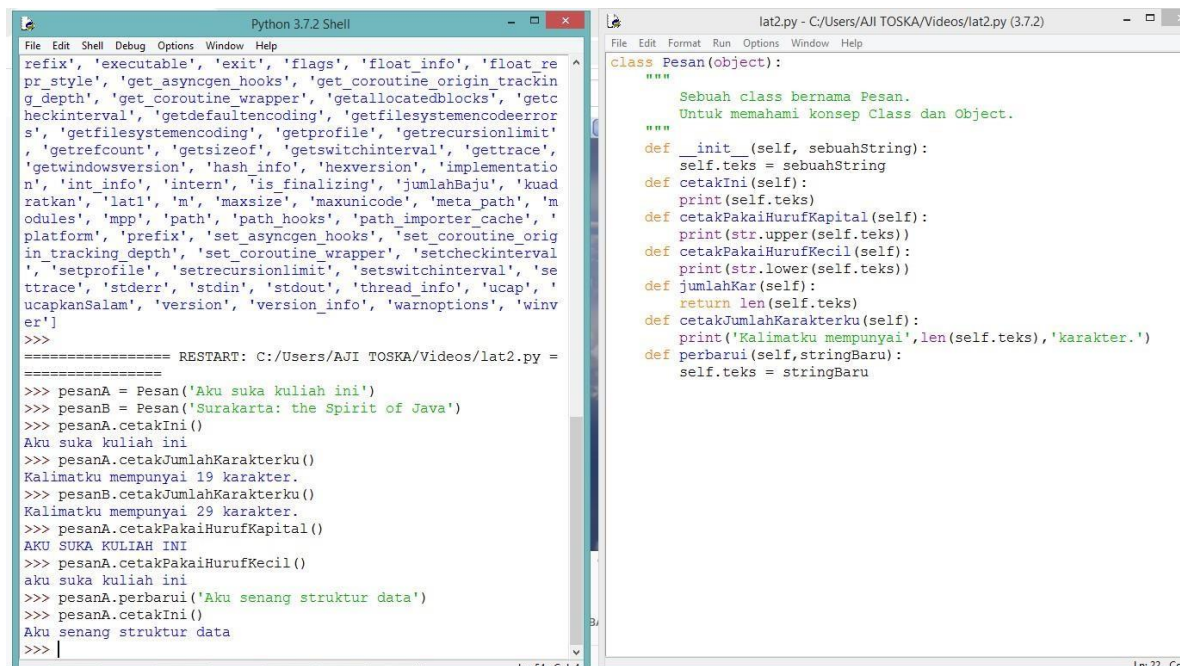 Python 3.7.2 Shell
File Edit Shell Debug Options Window Help
refix', 'executable', 'exit', 'flags', 'float_info', 'float_re
pr_style', 'get_asyncgen_hooks', 'get_coroutine_origin_trackin
g_depth', 'get_coroutine_wrapper', 'getallocatedblocks', 'getc
heckinterval', 'getdefaultencoding', 'getfilesystemencodeerror
s', 'getfilesystemencoding', 'getprofile', 'getrecursionlimit'
, 'getrefcount', 'getsizeof', 'getswitchinterval', 'gettrace',
'getwindowsversion', 'hash_info', 'hexversion', 'implementatio
n', 'int_info', 'intern', 'is_finalizing', 'jumlahBaju', 'kuad
ratkan', 'lat1', 'm', 'maxsize', 'maxunicode', 'meta_path', 'm
odules', 'mpp', 'path', 'path_hooks', 'path_importer_cache', '
platform', 'prefix', 'set_asyncgen_hooks', 'set_coroutine_orig
in_tracking_depth', 'set_coroutine_wrapper', 'setcheckinterval
', 'setprofile', 'setrecursionlimit', 'setswitchinterval', 'se
ttrace', 'stderr', 'stdin', 'stdout', 'thread_info', 'ucap', '
ucapkanSalam', 'version', 'version_info', 'warnoptions', 'winv
er']
>>>
================= RESTART: C:/Users/AJI TOSKA/Videos/lat2.py =
================
>>> pesanA = Pesan('Aku suka kuliah ini')
>>> pesanB = Pesan('Surakarta: the Spirit of Java')
>>> pesanA.cetakIni()
Aku suka kuliah ini
>>> pesanA.cetakJumlahKarakterku()
Kalimatku mempunyai 19 karakter.
>>> pesanB.cetakJumlahKarakterku()
Kalimatku mempunyai 29 karakter.
>>> pesanA.cetakPakaiHurufKapital()
AKU SUKA KULIAH INI
>>> pesanA.cetakPakaiHurufKecil()
aku suka kuliah ini
>>> pesanA.perbarui('Aku senang struktur data')
>>> pesanA.cetakIni()
Aku senang struktur data
>>>
lat2.py - C:/Users/AJI TOSKA/Videos/lat2.py (3.7.2)
File Edit Format Run Options Window Help
class Pesan(object):
    """
        Sebuah class bernama Pesan.
        Untuk memahami konsep Class dan Object.
    """
    def __init__(self, sebuahString):
        self.teks = sebuahString
    def cetakIni(self):
        print(self.teks)
    def cetakPakaiHurufKapital(self):
        print(str.upper(self.teks))
    def cetakPakaiHurufKecil(self):
        print(str.lower(self.teks))
    def jumlahKar(self):
        return len(self.teks)
    def cetakJumlahKarakterku(self):
        print('Kalimatku mempunyai',len(self.teks),'karakter.')
    def perbarui(self,stringBaru):
        self.teks = stringBaru